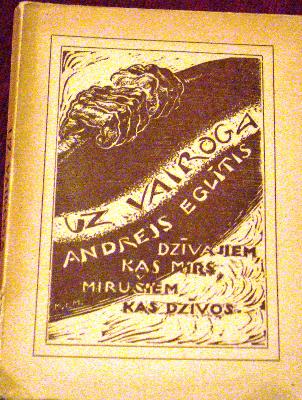 UZ VAIROGA
ANDREJS EGLĪTIS
DZĪVAJIEM,
KAS MIRS,
MIRUŠIEM
KAS DZĪVOS.